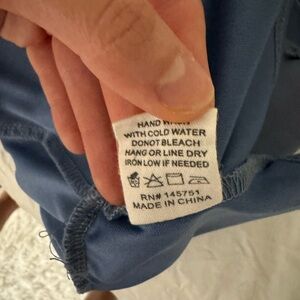 HAND WASH
WITH COLD WATER
DONOT BLEACH
HANG OR LINE DRY
IRON LOW IF NEEDED
RN# 145751
MADE IN CHINA